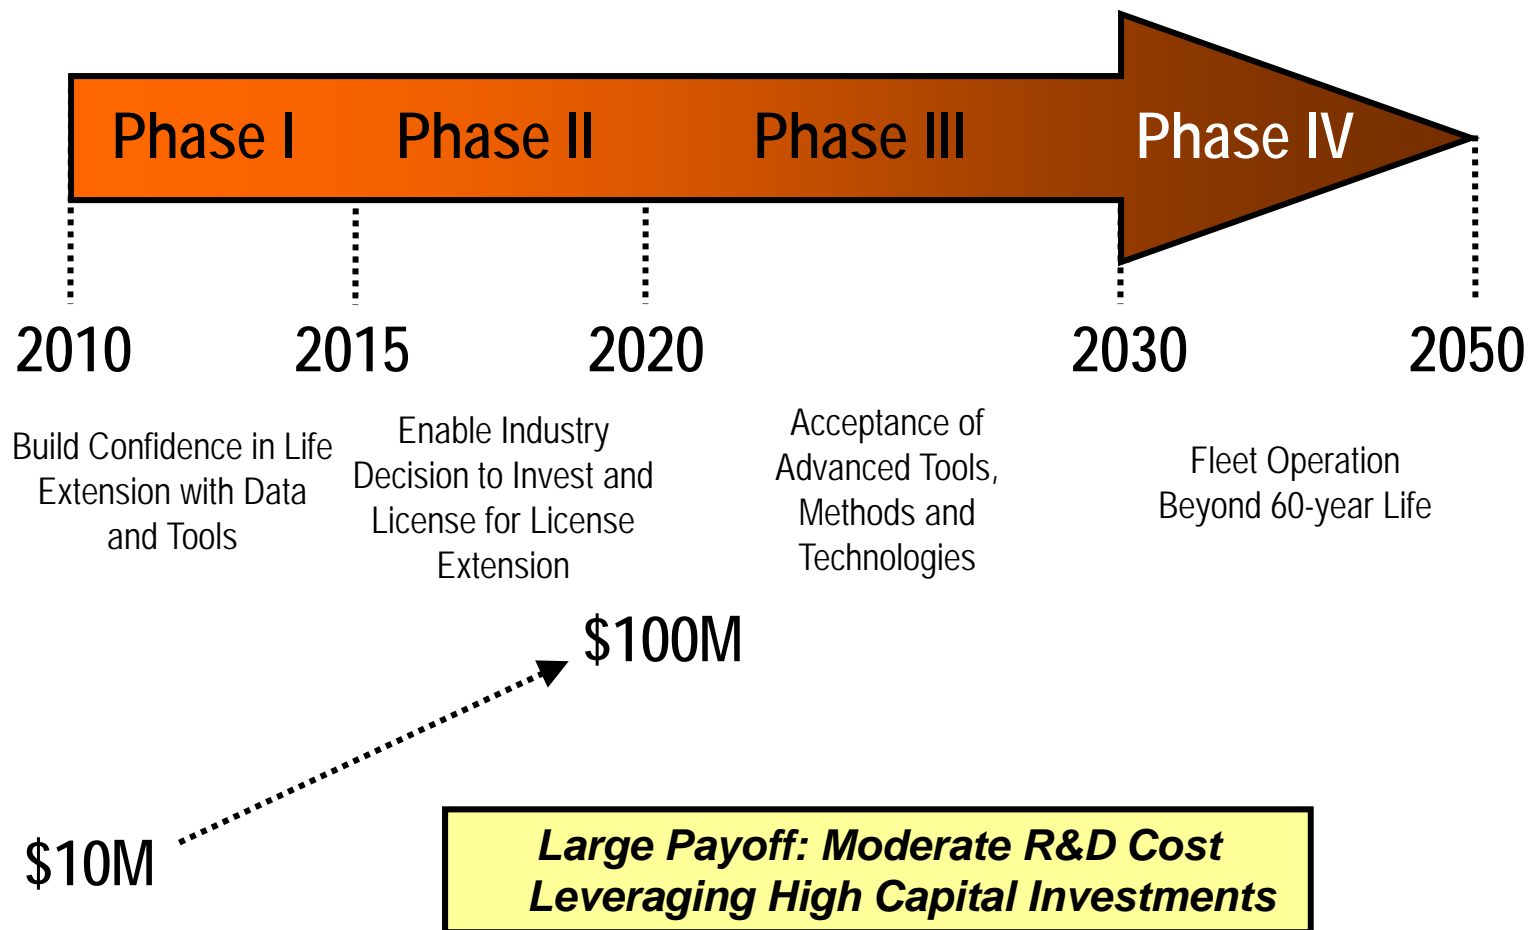 Phase I
Phase II
Phase III
Phase IV
2010
2015
2020
2030
2050
Build Confidence in Life
Extension with Data
and Tools
Enable Industry
Decision to Invest and
License for License
Extension
Acceptance of
Advanced Tools,
Methods and
Technologies
Fleet Operation
Beyond 60-year Life
$100M
$10M
Large Payoff: Moderate R&D Cost
Leveraging High Capital Investments